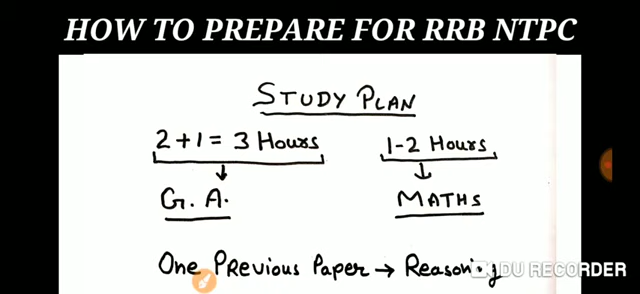 HOW TO PREPARE FOR RRB NTPC
STUDY PLAN
2+1= 3 Hours 1-2 Hours
G. A. MATHS
One Previous Paper → Reasoning
DU RECORDER